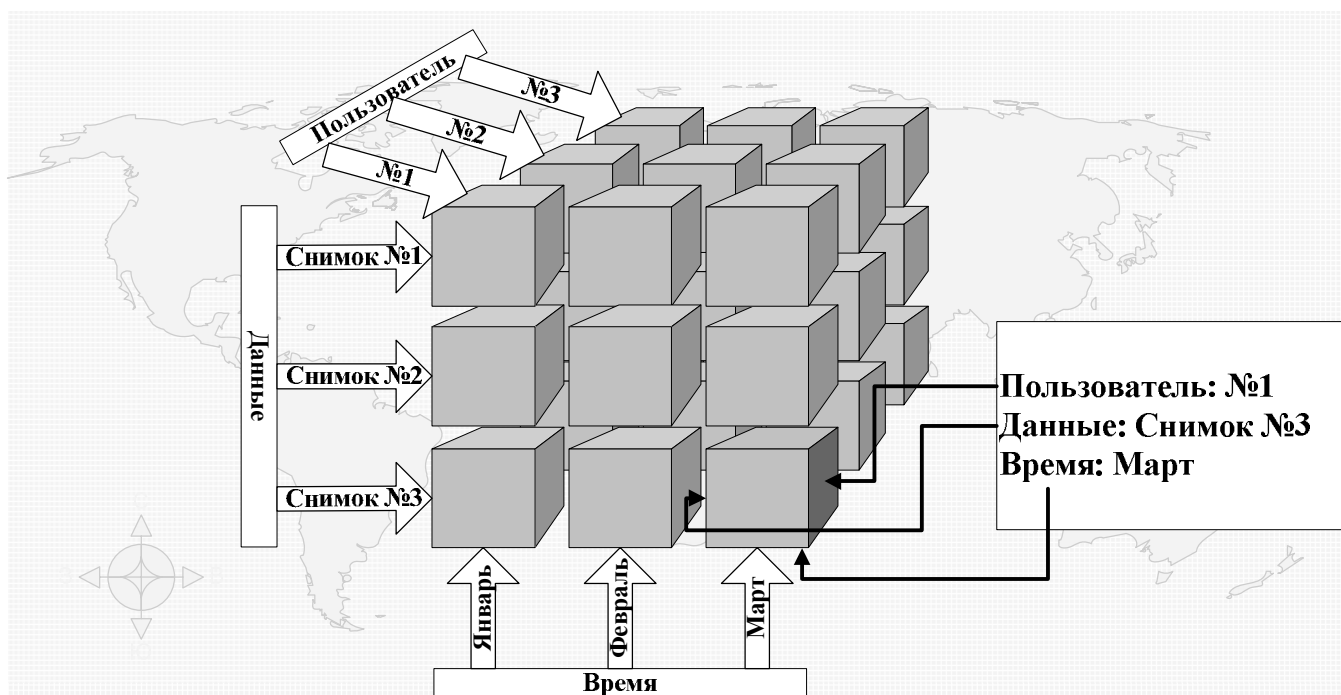 Пользователь
№3
№2
№1
Данные
Снимок №1
Снимок №2
Снимок №3
Пользователь: №1
Данные: Снимок №3
Время: Март
Январь
Февраль
Март
Время